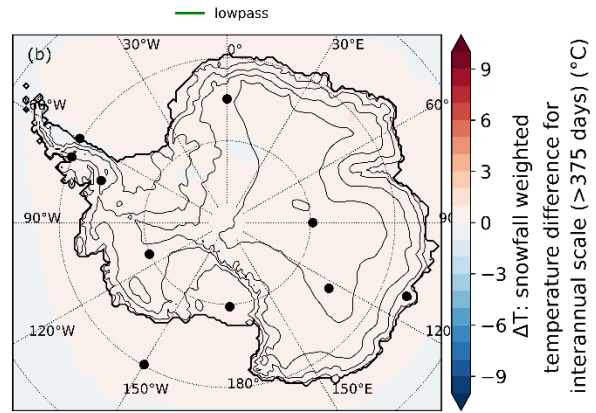 lowpass
(b)
30°W
0°
30°E
60°W
60°
90°W
90
120°W
120
150°W
180°
150°E
9
6
3
0
−3
−6
−9
ΔT: snowfall weighted
temperature difference for
interannual scale (>375 days) (°C)